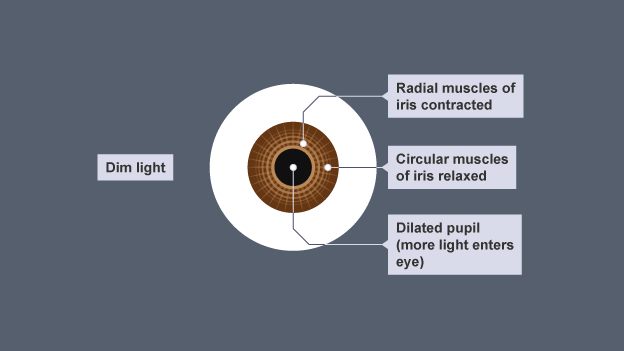 Radial muscles of
iris contracted
Dim light
Circular muscles
of iris relaxed
Dilated pupil
(more light enters
eye)